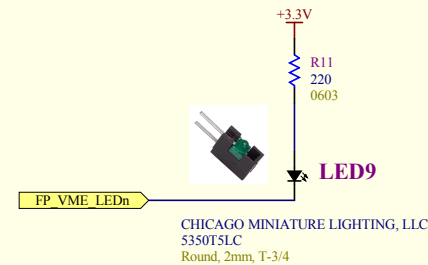 +3.3V
R11
220
0603
LED9
FP_VME_LEDn
CHICAGO MINIATURE LIGHTING, LLC
5350T5LC
Round, 2mm, T-3/4